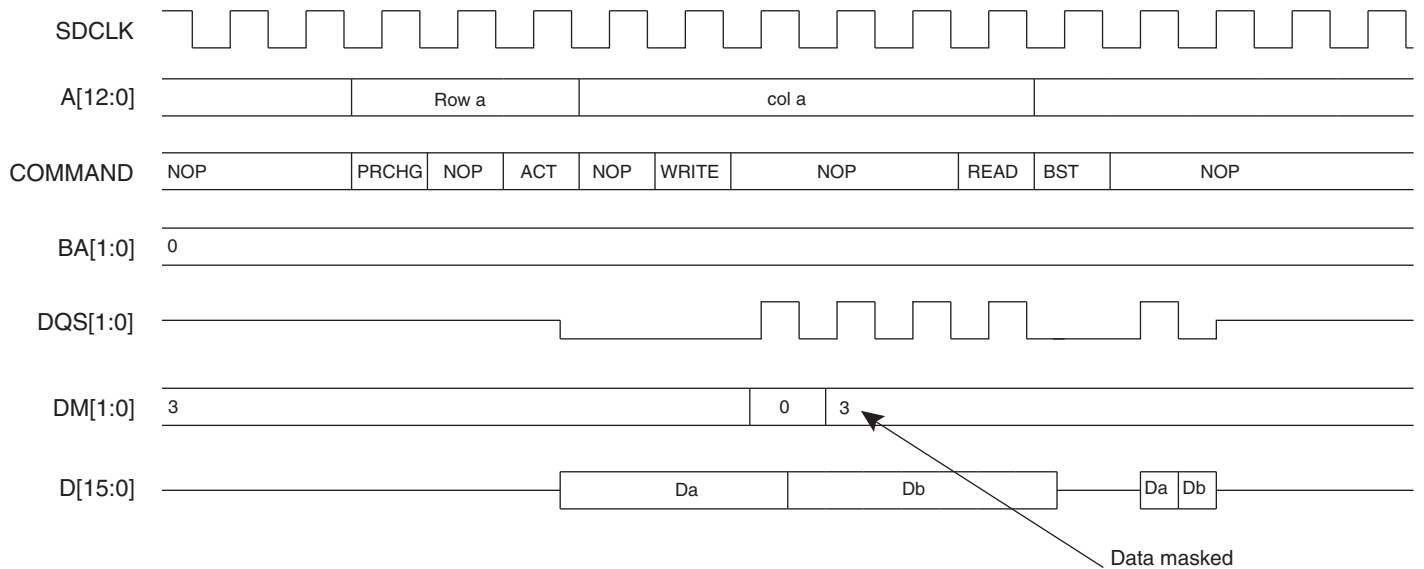 SDCLK
A[12:0] Row a col a
COMMAND NOP PRCHG NOP ACT NOP WRITE NOP READ BST NOP
BA[1:0] 0
DQS[1:0]
DM[1:0] 3 0 3
D[15:0] Da Db Da Db
Data masked